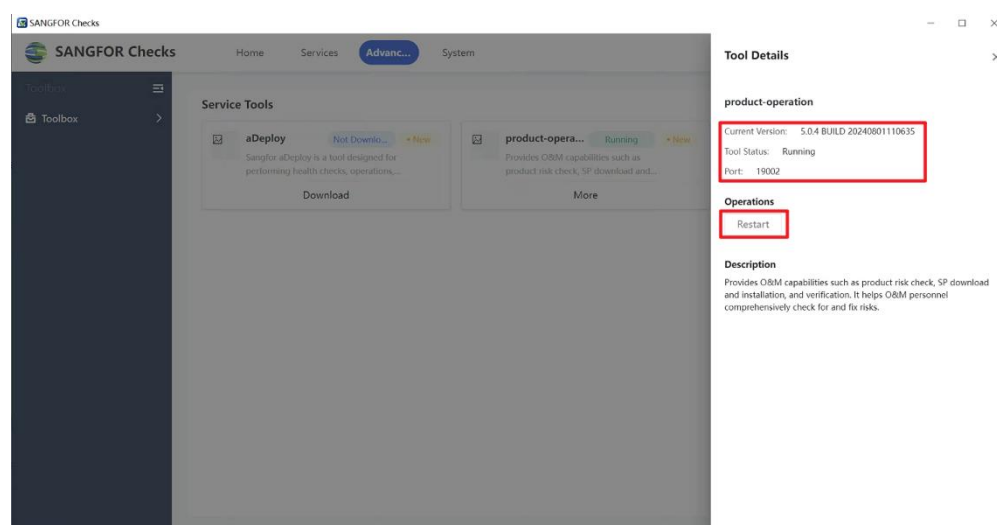 SANGFOR Checks
SANGFOR Checks
Home Services Advanc... System
Toolbox
Toolbox
Service Tools
aDeploy Not Downlo... • New
Sangfor aDeploy is a tool designed for
performing health checks, operations,...
Download
product-opera... Running • New
Provides O&M capabilities such as
product risk check, SP download and...
More
Tool Details
product-operation
Current Version: 5.0.4 BUILD 20240801110635
Tool Status: Running
Port: 19002
Operations
Restart
Description
Provides O&M capabilities such as product risk check, SP download
and installation, and verification. It helps O&M personnel
comprehensively check for and fix risks.